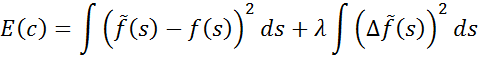 E(c) = ∫ (f̃(s) − f(s))² ds + λ ∫ (Δf̃(s))² ds